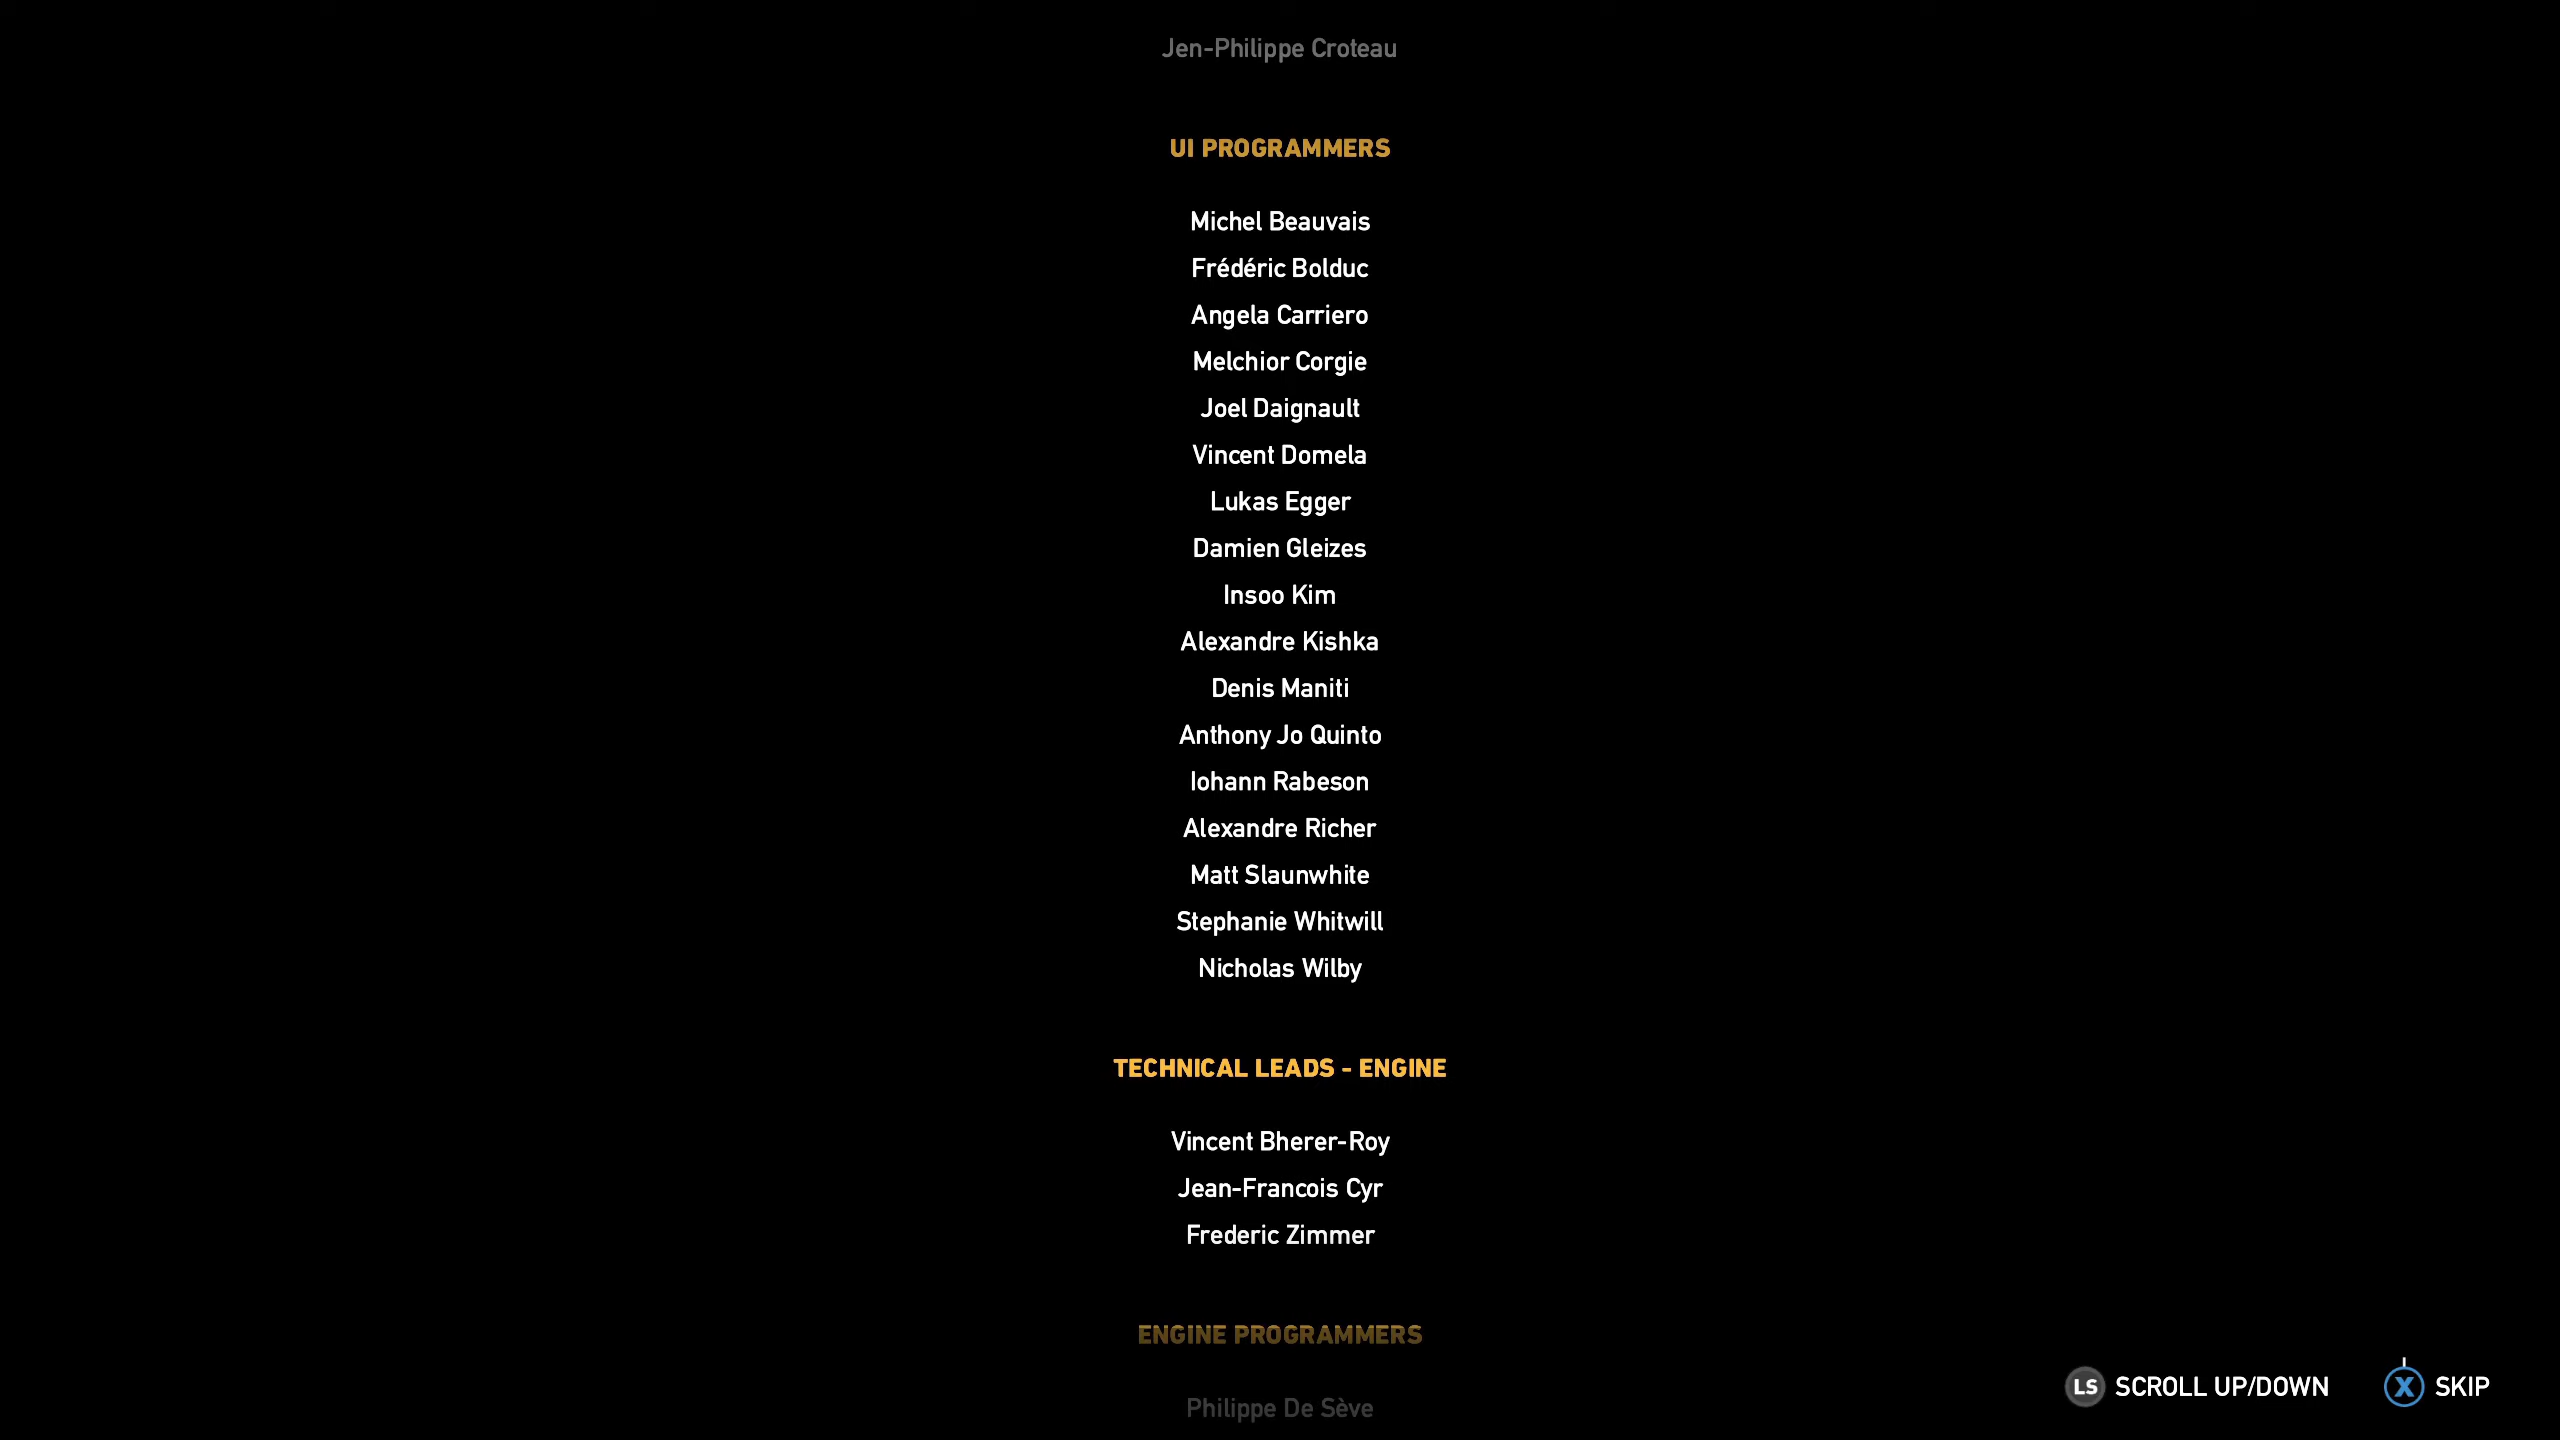 Jen-Philippe Croteau
UI PROGRAMMERS
Michel Beauvais
Frédéric Bolduc
Angela Carriero
Melchior Corgie
Joel Daignault
Vincent Domela
Lukas Egger
Damien Gleizes
Insoo Kim
Alexandre Kishka
Denis Maniti
Anthony Jo Quinto
Iohann Rabeson
Alexandre Richer
Matt Slaunwhite
Stephanie Whitwill
Nicholas Wilby
TECHNICAL LEADS - ENGINE
Vincent Bherer-Roy
Jean-Francois Cyr
Frederic Zimmer
ENGINE PROGRAMMERS
Philippe De Sève
LS SCROLL UP/DOWN X SKIP